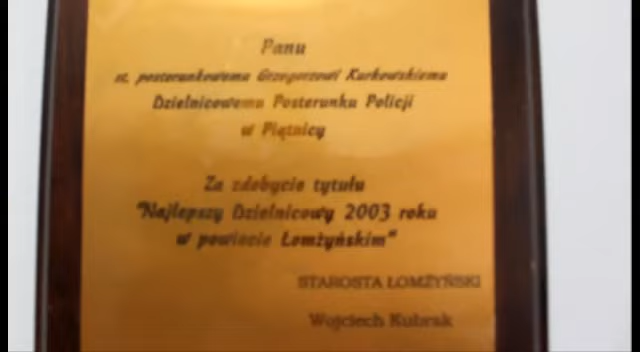 Panu
st. posterunkowemu Grzegorzowi Kurkowskiemu
Dzielnicowemu Posterunku Policji
w Piątnicy
Za zdobycie tytułu
"Najlepszy Dzielnicowy 2003 roku
w powiecie Łomżyńskim"
STAROSTA ŁOMŻYŃSKI
Wojciech Kubrak